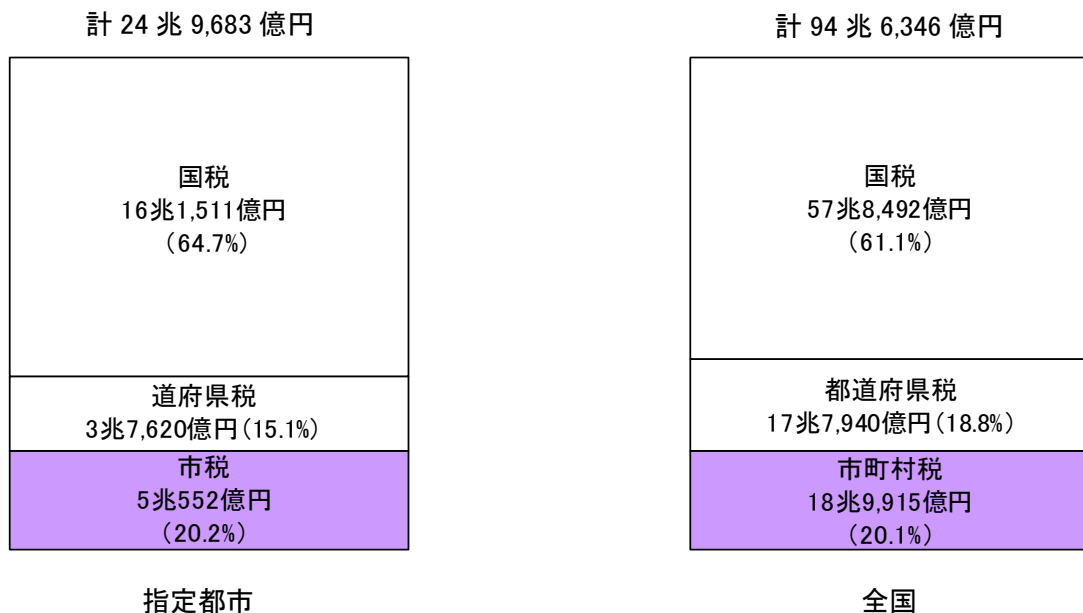 計 24 兆 9,683 億円
国税
16兆1,511億円
(64.7%)
道府県税
3兆7,620億円(15.1%)
市税
5兆552億円
(20.2%)
指定都市
計 94 兆 6,346 億円
国税
57兆8,492億円
(61.1%)
都道府県税
17兆7,940億円(18.8%)
市町村税
18兆9,915億円
(20.1%)
全国